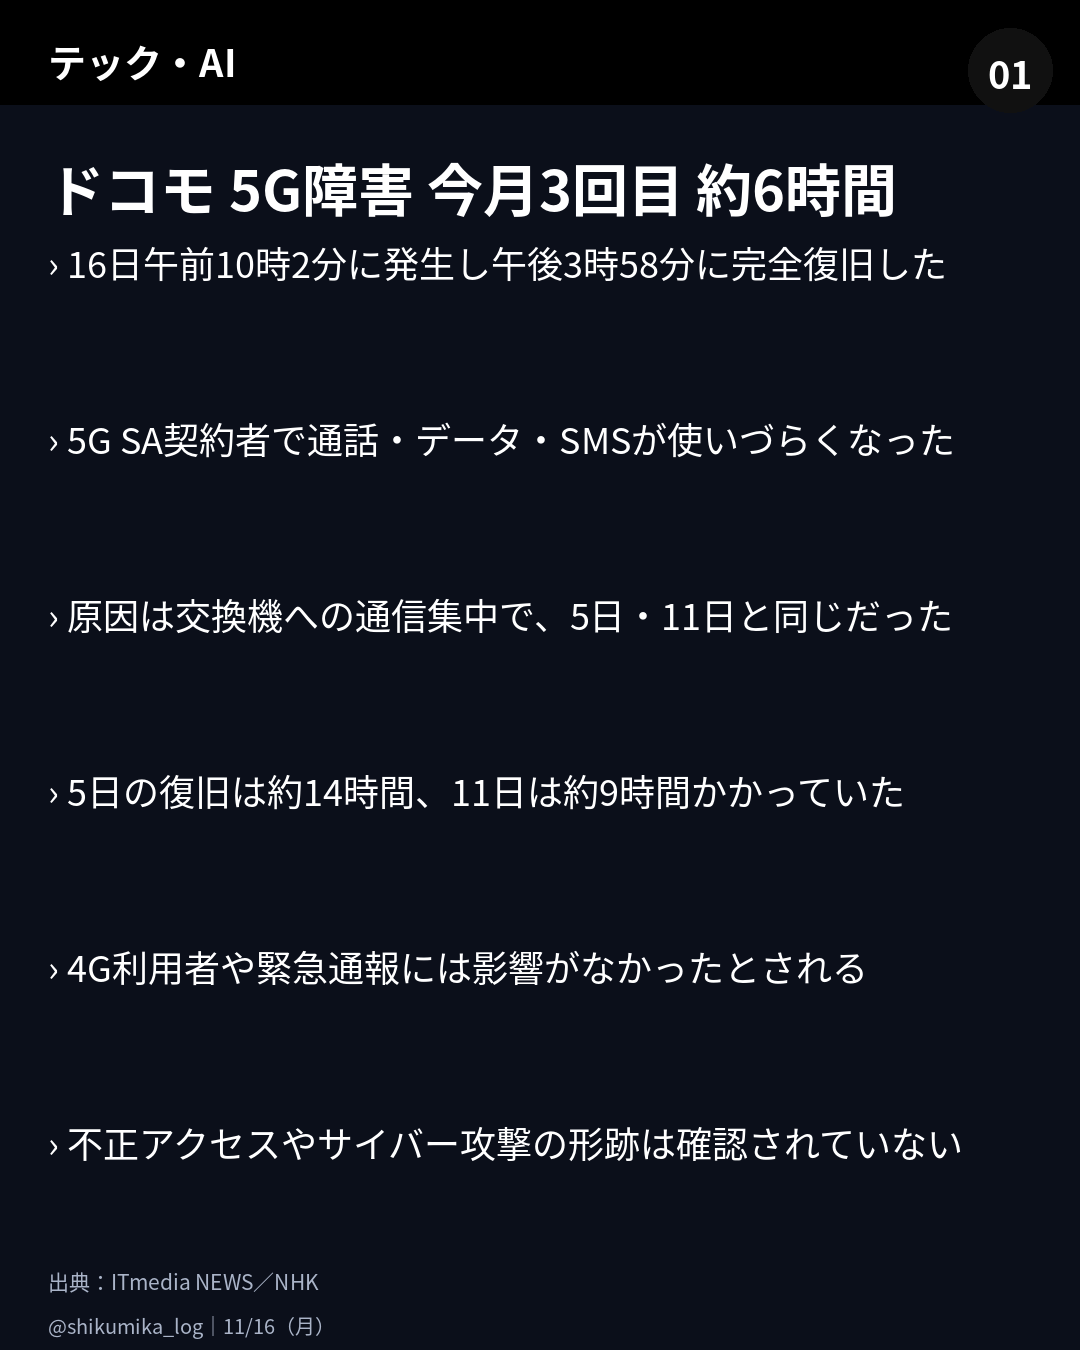 テック・AI
01
ドコモ 5G障害 今月3回目 約6時間
› 16日午前10時2分に発生し午後3時58分に完全復旧した
› 5G SA契約者で通話・データ・SMSが使いづらくなった
› 原因は交換機への通信集中で、5日・11日と同じだった
› 5日の復旧は約14時間、11日は約9時間かかっていた
› 4G利用者や緊急通報には影響がなかったとされる
› 不正アクセスやサイバー攻撃の形跡は確認されていない
出典：ITmedia NEWS／NHK
@shikumika_log｜11/16（月）